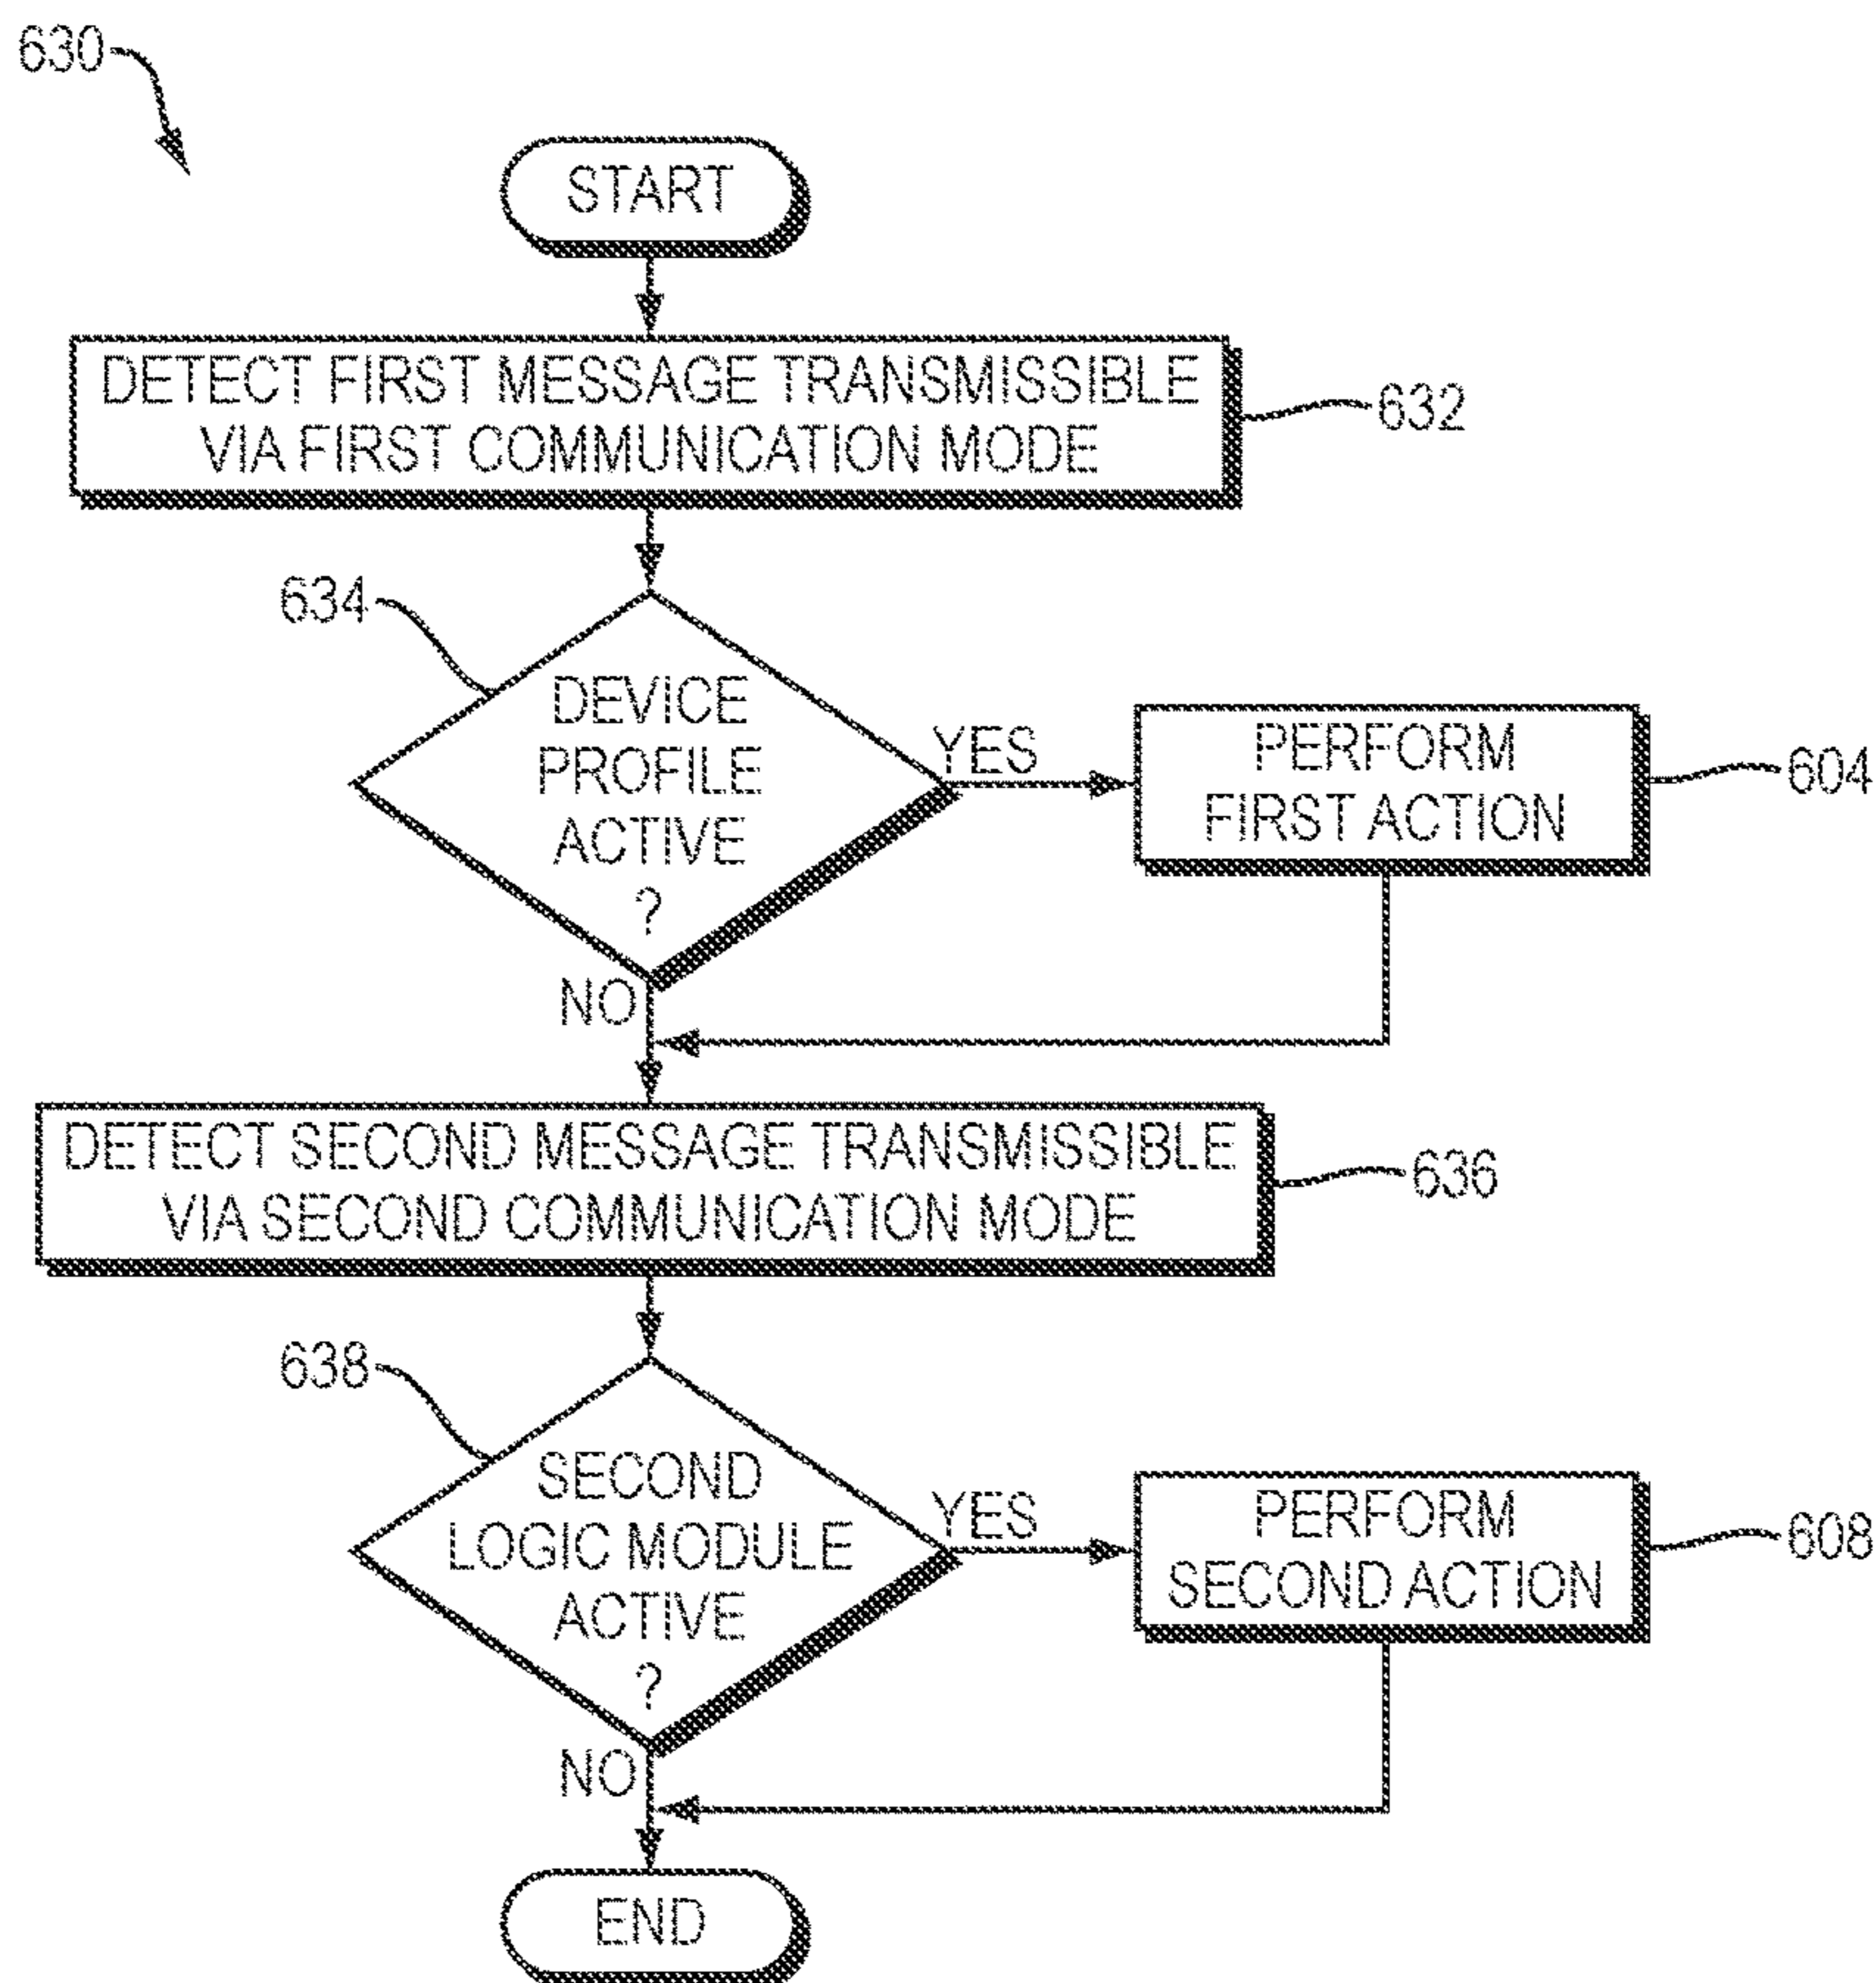 630
START
DETECT FIRST MESSAGE TRANSMISSIBLE
VIA FIRST COMMUNICATION MODE
632
634
DEVICE
PROFILE
ACTIVE
?
YES
PERFORM
FIRST ACTION
604
NO
DETECT SECOND MESSAGE TRANSMISSIBLE
VIA SECOND COMMUNICATION MODE
636
638
SECOND
LOGIC MODULE
ACTIVE
?
YES
PERFORM
SECOND ACTION
608
NO
END